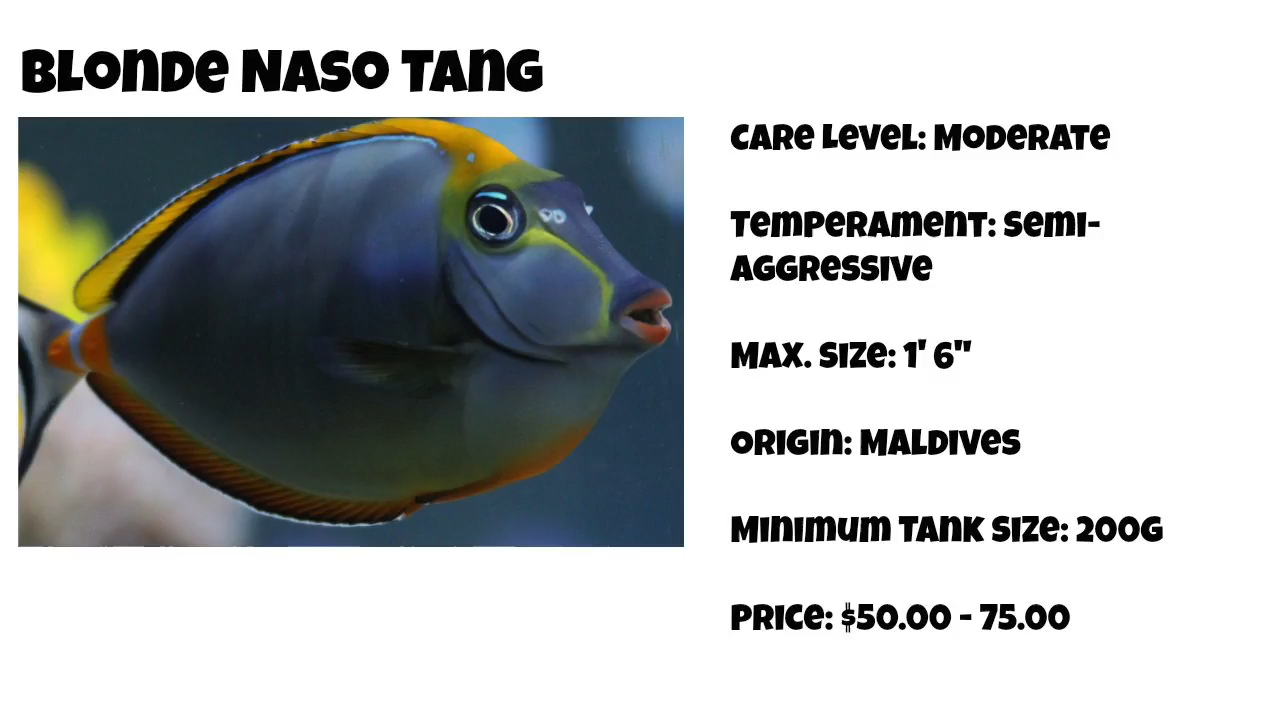 Blonde Naso Tang
Care Level: Moderate
Temperament: Semi-
Aggressive
Max. Size: 1' 6"
Origin: Maldives
Minimum Tank Size: 200G
Price: $50.00 - 75.00